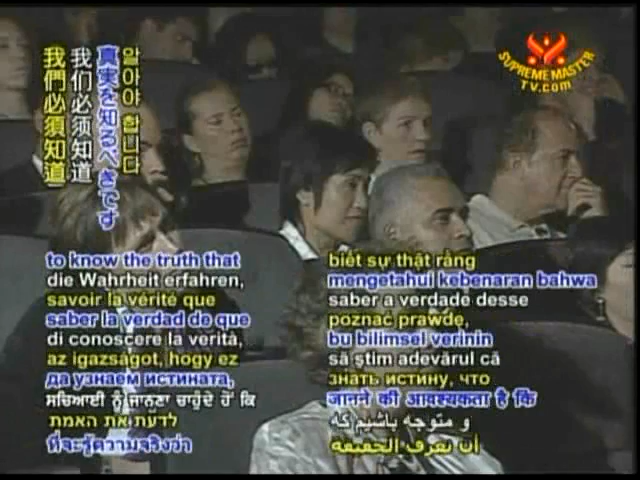 我們必須知道
我们必须知道
真実を知るべきです
알아야 합니다
SUPREME MASTER
TV.com
to know the truth that
die Wahrheit erfahren,
savoir la vérité que
saber la verdad de que
di conoscere la verità,
az igazságot, hogy ez
да узнаем истината,
ਸਚਿਆਈ ਨੂੰ ਜਾਨਣਾ ਚਾਹੁੰਦੇ ਹੋਂ ਕਿ
לדעת את האמת
ที่จะรู้ความจริงว่า
biết sự thật rằng
mengetahui kebenaran bahwa
saber a verdade desse
poznać prawdę,
bu bilimsel verinin
să ştim adevărul că
знать истину, что
जानने की आवश्यकता है कि
و متوجه باشیم که
أن نعرف الحقيقة